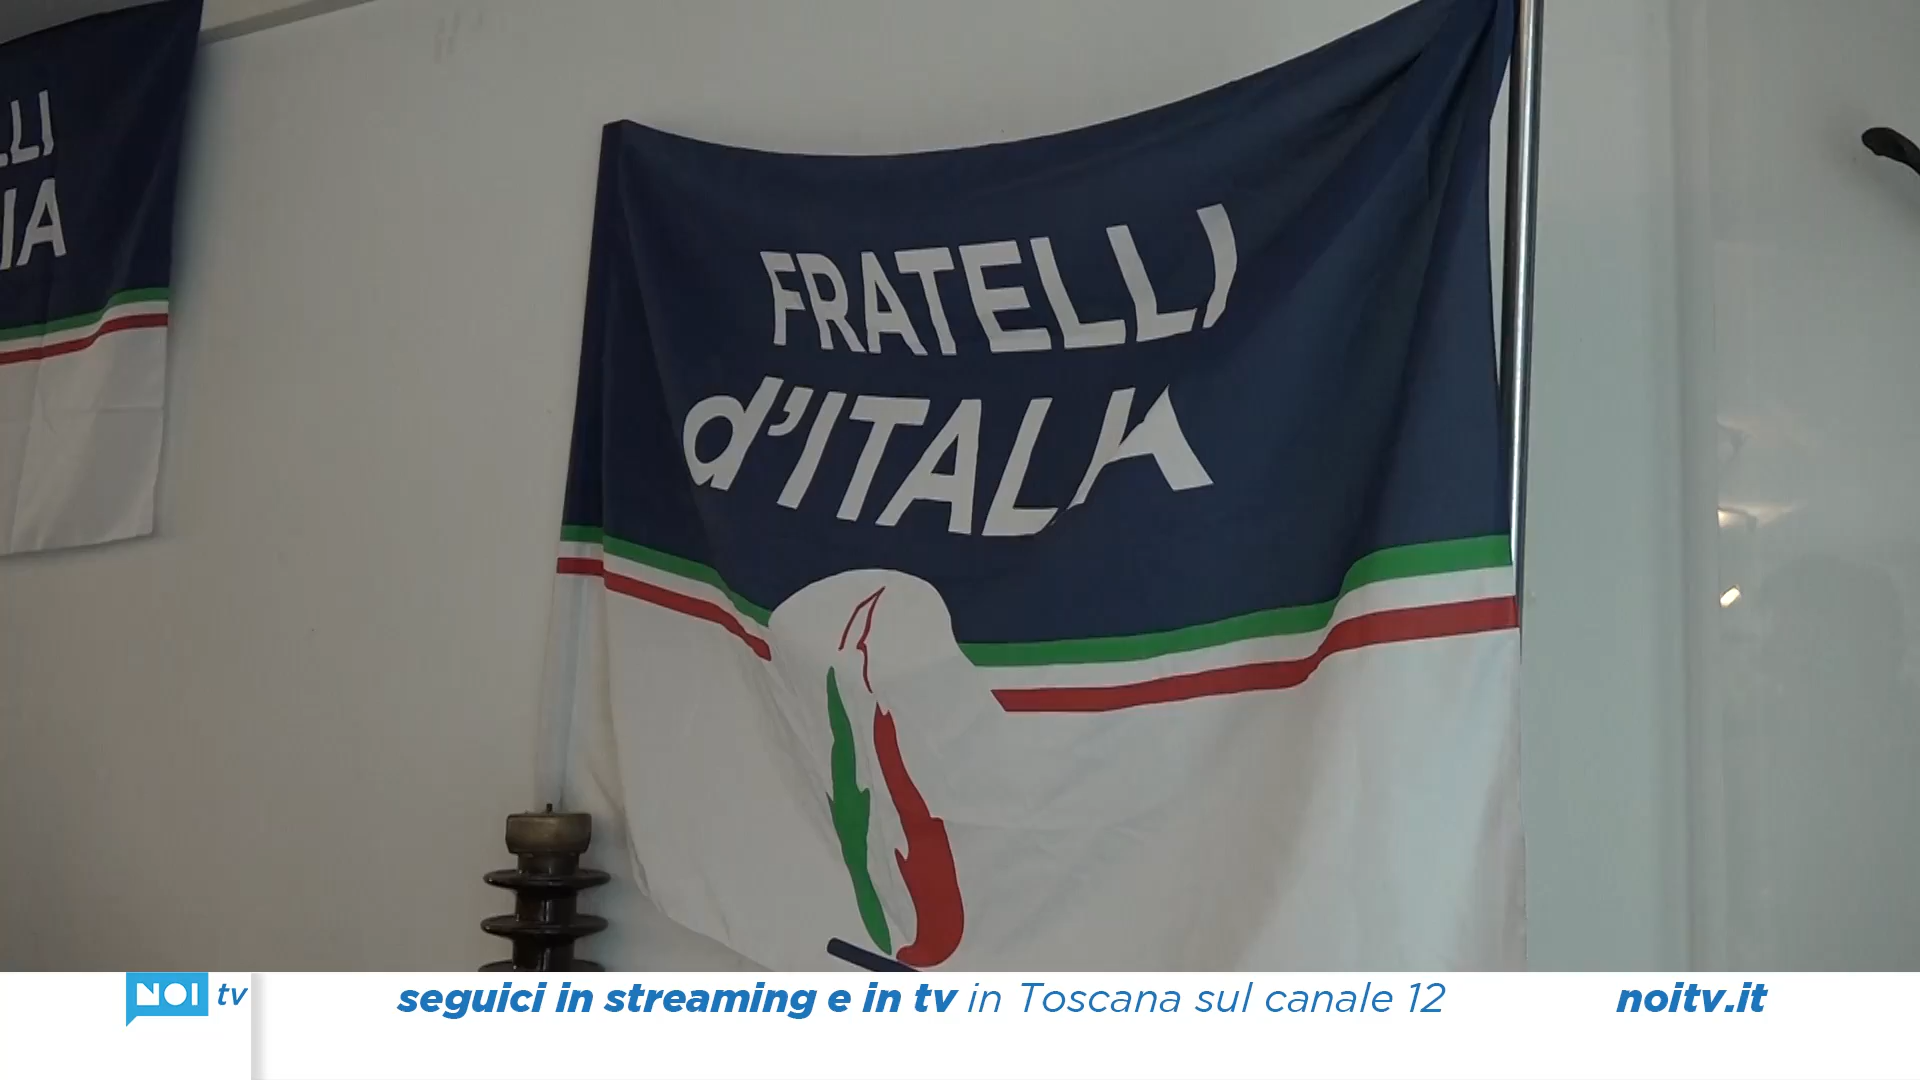 LLI
IA
FRATELLI
d'ITALIA
NOI tv
seguici in streaming e in tv in Toscana sul canale 12
noitv.it